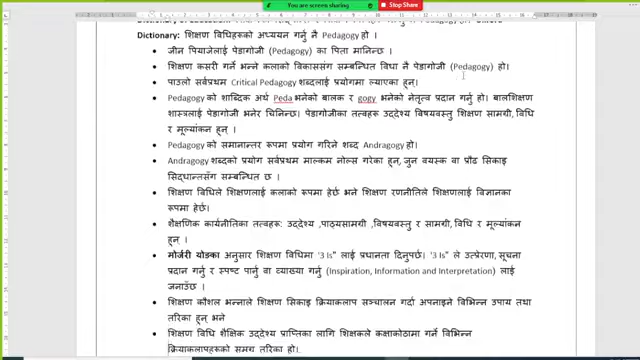 You are screen sharing
Stop Share
Dictionary: शिक्षण विधिहरूको अध्ययन गर्नु नै Pedagogy हो ।
जीन पियाजेलाई पेडागोजी (Pedagogy) का पिता मानिन्छ ।
शिक्षण कसरी गर्ने भन्ने कलाको विकाससंग सम्बन्धित विधा नै पेडागोजी (Pedagogy) हो।
पाउलो सर्वप्रथम Critical Pedagogy शब्दलाई प्रयोगमा ल्याएका हून्।
Pedagogy को शाब्दिक अर्थ Peda भनेको बालक र gogy भनेको नेतृत्व प्रदान गर्नु हो। बालशिक्षण
शास्त्रलाई पेडागोजी भनेर चिनिन्छ। पेडागोजीका तत्वहरू उद्देश्य विषयवस्तु शिक्षण सामाग्री, विधि
र मूल्यांकन हून् ।
Pedagogy को समानान्तर रूपमा प्रयोग गरिने शब्द Andragogy हो।
Andragogy शब्दको प्रयोग सर्वप्रथम माल्कम नोल्स गरेका हून्, जुन वयस्क वा प्रौढ सिकाइ
सिद्धान्तसँग सम्बन्धित छ ।
शिक्षण विधिले शिक्षणलाई कलाको रूपमा हेर्छ भने शिक्षण रणनीतिले शिक्षणलाई विज्ञानका
रूपमा हेर्छ।
शैक्षणिक कार्यनीतिका तत्वहरू: उद्देश्य ,पाठ्यसामग्री ,विषयवस्तु र सामग्री, विधि र मूल्यांकन
हून् ।
मोर्जरी योङका अनुसार शिक्षण विधिमा '3 Is" लाई प्रधानता दिनुपर्छ। '3 Is" ले उत्प्रेरणा, सूचना
प्रदान गर्नु र स्पष्ट पार्नु वा व्याख्या गर्नु (Inspiration, Information and Interpretation) लाई
जनाउँछ ।
शिक्षण कौशल भन्नाले शिक्षण सिकाइ क्रियाकलाप सञ्चालन गर्दा अपनाइने विभिन्न उपाय तथा
तरिका हून् भने
शिक्षण विधि शैक्षिक उद्देश्य प्राप्तिका लागि शिक्षकले कक्षाकोठामा गर्ने विभिन्न
क्रियाकलापहरूको समग्र तरिका हो।